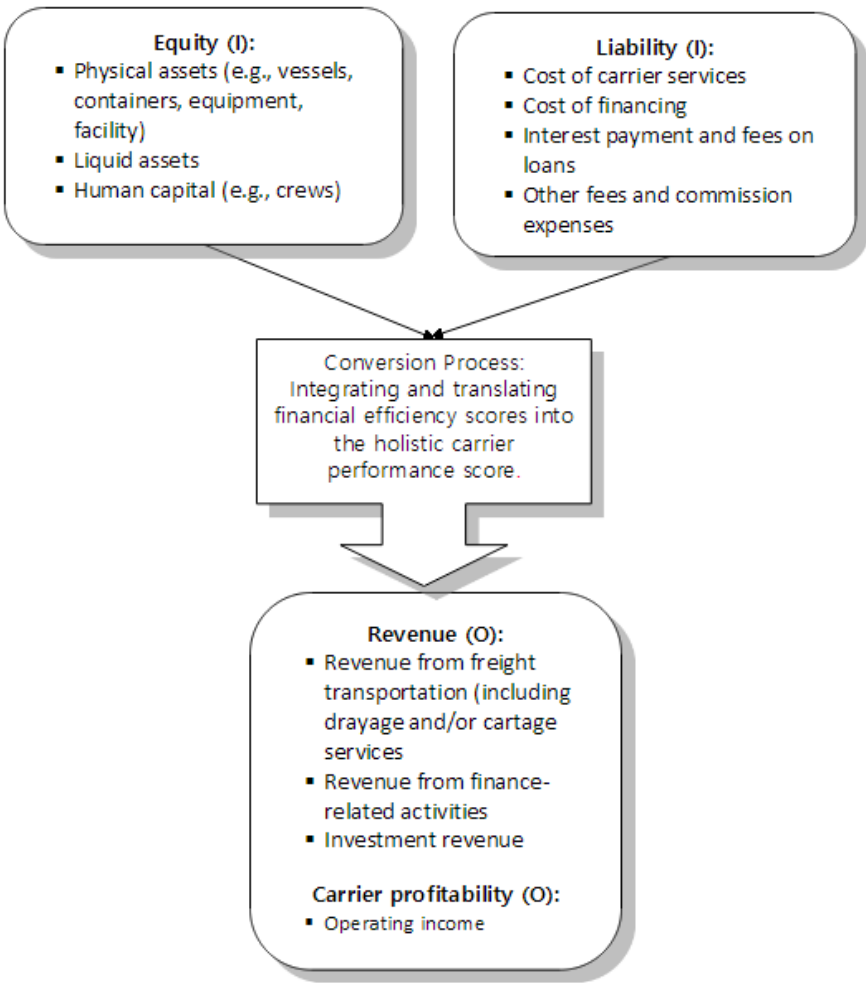 Equity (I):
▪ Physical assets (e.g., vessels,
containers, equipment,
facility)
▪ Liquid assets
▪ Human capital (e.g., crews)
Liability (I):
▪ Cost of carrier services
▪ Cost of financing
▪ Interest payment and fees on
loans
▪ Other fees and commission
expenses
Conversion Process:
Integrating and translating
financial efficiency scores into
the holistic carrier
performance score.
Revenue (O):
▪ Revenue from freight
transportation (including
drayage and/or cartage
services
▪ Revenue from finance-
related activities
▪ Investment revenue
Carrier profitability (O):
▪ Operating income